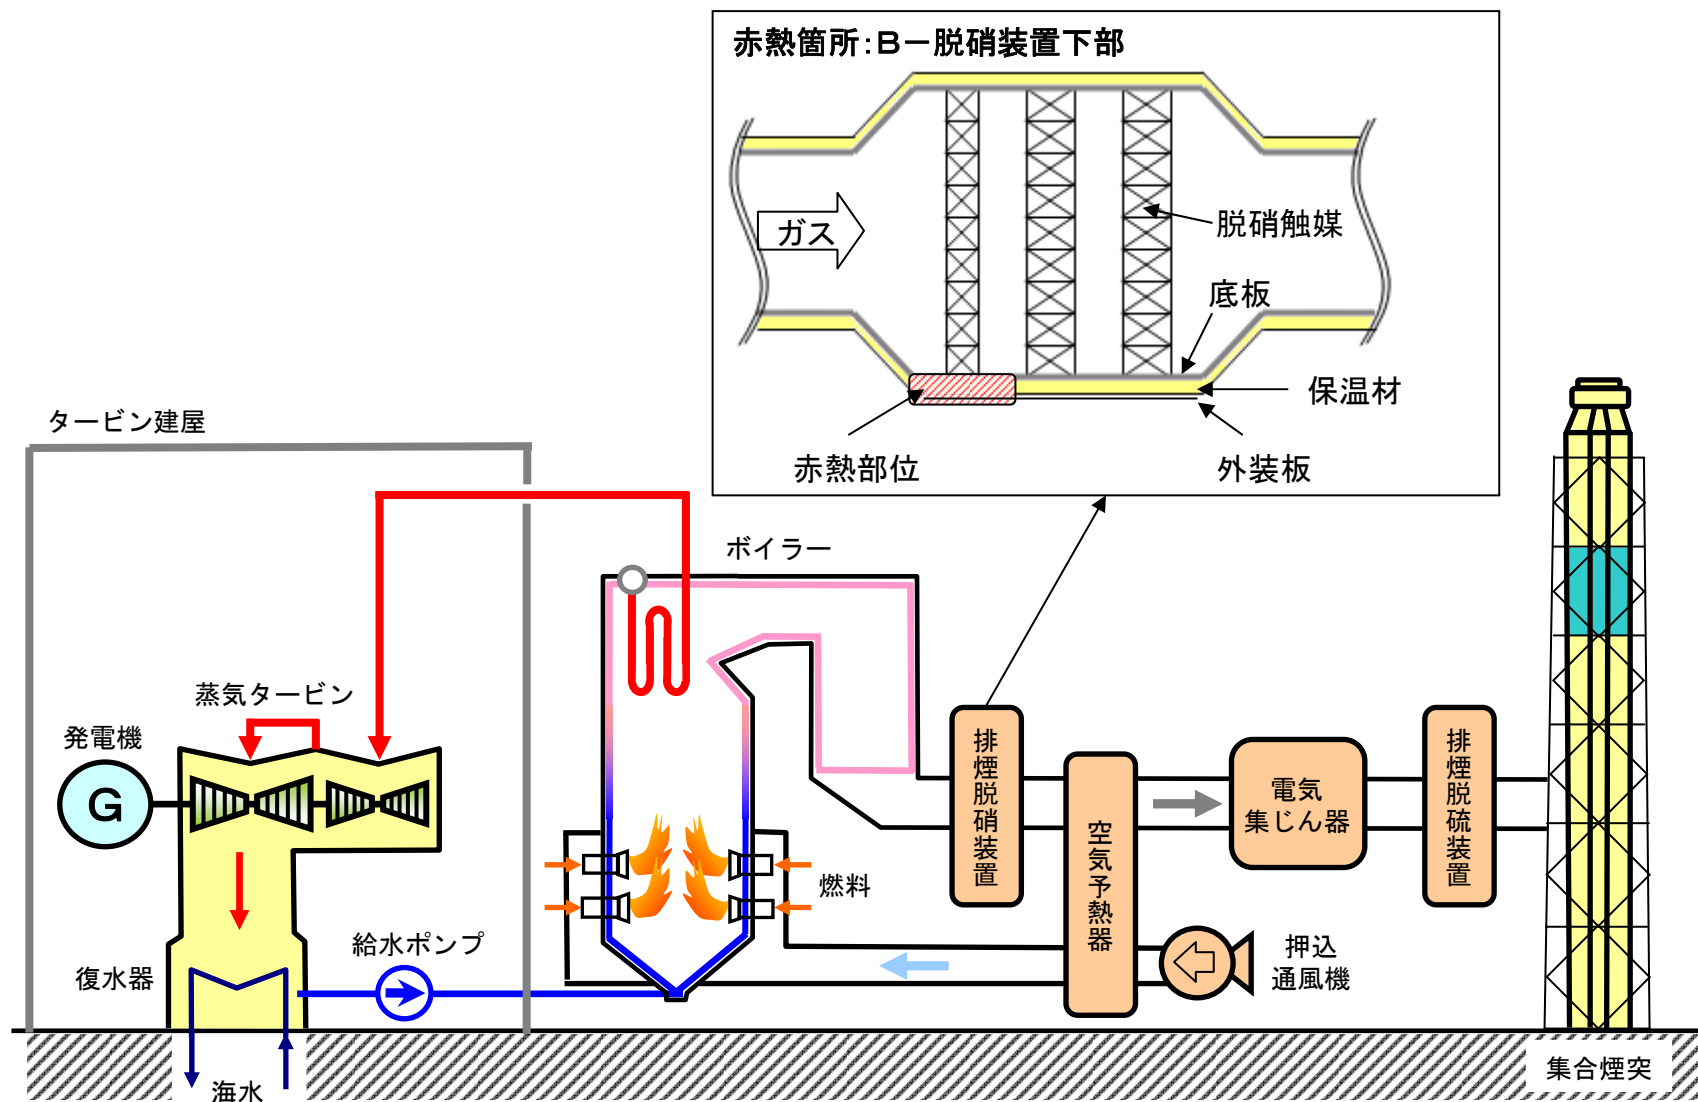 赤熱箇所:B－脱硝装置下部
ガス
脱硝触媒
底板
保温材
赤熱部位
外装板
タービン建屋
ボイラー
蒸気タービン
発電機
G
排煙脱硝装置
空気予熱器
電気
集じん器
排煙脱硫装置
燃料
給水ポンプ
復水器
押込
通風機
海水
集合煙突